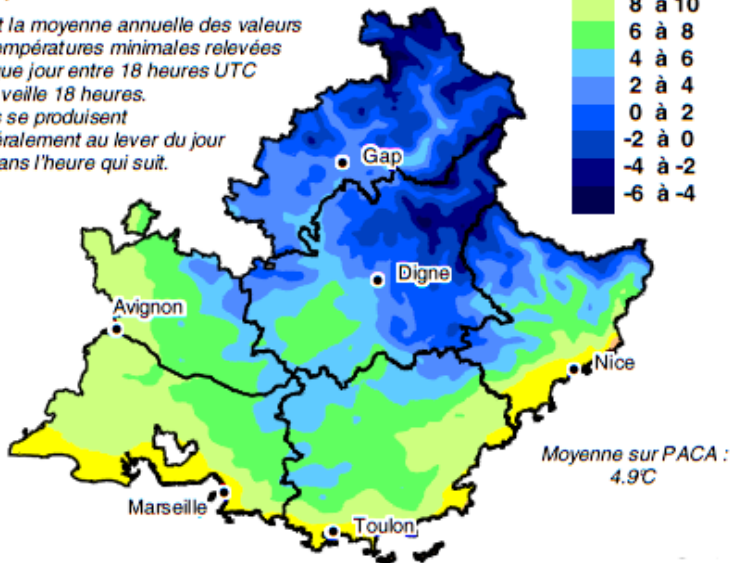 t la moyenne annuelle des valeurs
empératures minimales relevées
ue jour entre 18 heures UTC
veille 18 heures.
s se produisent
éralement au lever du jour
ans l'heure qui suit.
8 à 10
6 à 8
4 à 6
2 à 4
0 à 2
-2 à 0
-4 à -2
-6 à -4
Gap
Digne
Avignon
Nice
Moyenne sur PACA :
4.9°C
Marseille
Toulon